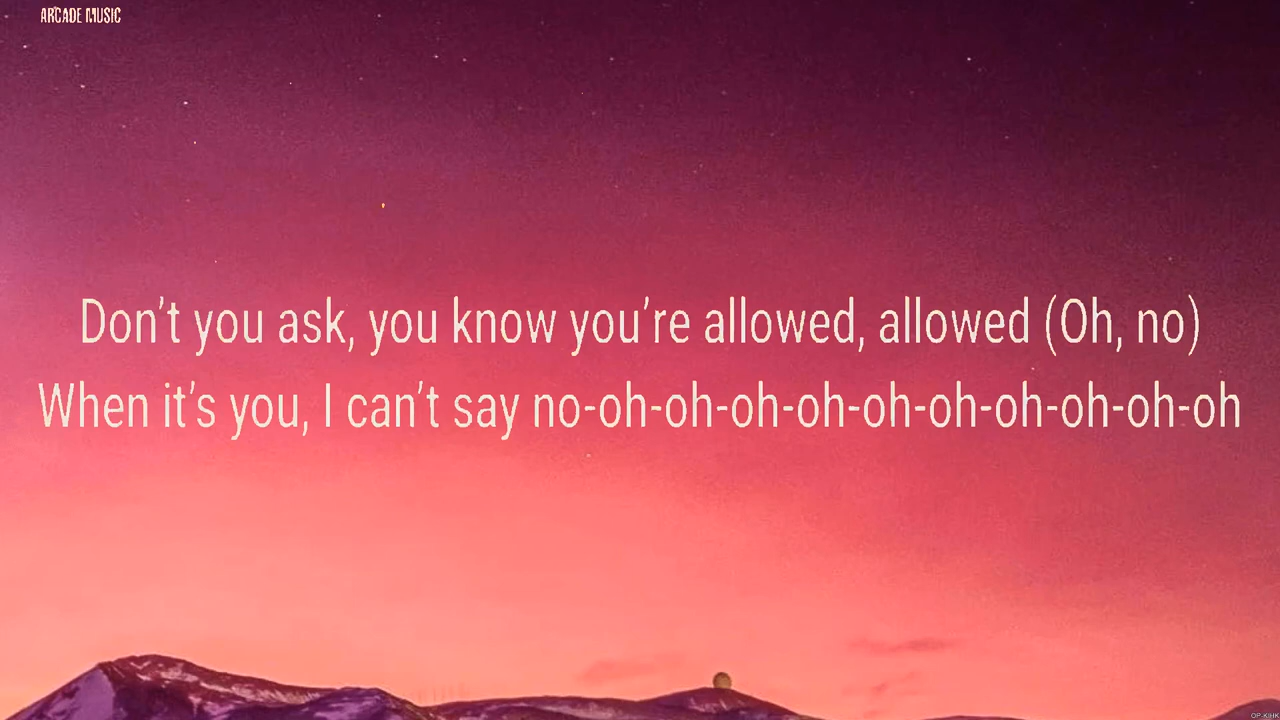 ARCADE MUSIC
Don’t you ask, you know you’re allowed, allowed (Oh, no)
When it’s you, I can’t say no-oh-oh-oh-oh-oh-oh-oh-oh-oh-oh